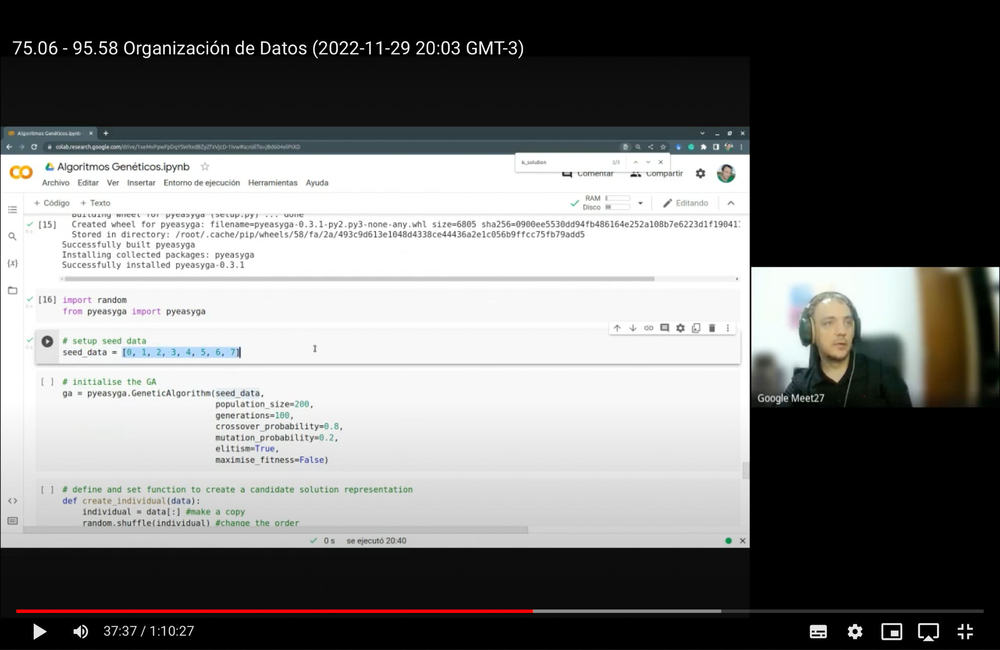 75.06 - 95.58 Organización de Datos (2022-11-29 20:03 GMT-3)
Algoritmos Genéticos.ipynb
colab.research.google.com/drive/
is_solution 2/3
Algoritmos Genéticos.ipynb
Comentar Compartir
Archivo Editar Ver Insertar Entorno de ejecución Herramientas Ayuda
+ Código + Texto
RAM
Disco
Editando
Building wheel for pyeasyga (setup.py) ... done
[15] Created wheel for pyeasyga: filename=pyeasyga-0.3.1-py2.py3-none-any.whl size=6805 sha256=0900ee5530dd94fb486164e252a108b7e6223d1f190411
6 s
Stored in directory: /root/.cache/pip/wheels/58/fa/2a/493c9d613e1048d4338ce44436a2e1c056b9ffcc75fb79add5
Successfully built pyeasyga
Installing collected packages: pyeasyga
Successfully installed pyeasyga-0.3.1
{x}
[16] import random
0 s
from pyeasyga import pyeasyga
# setup seed data
0 s
seed_data = [0, 1, 2, 3, 4, 5, 6, 7]
[ ] # initialise the GA
ga = pyeasyga.GeneticAlgorithm(seed_data,
population_size=200,
generations=100,
crossover_probability=0.8,
mutation_probability=0.2,
elitism=True,
maximise_fitness=False)
[ ] # define and set function to create a candidate solution representation
def create_individual(data):
individual = data[:] #make a copy
random.shuffle(individual) #change the order
0 s se ejecutó 20:40
Google Meet27
37:37 / 1:10:27